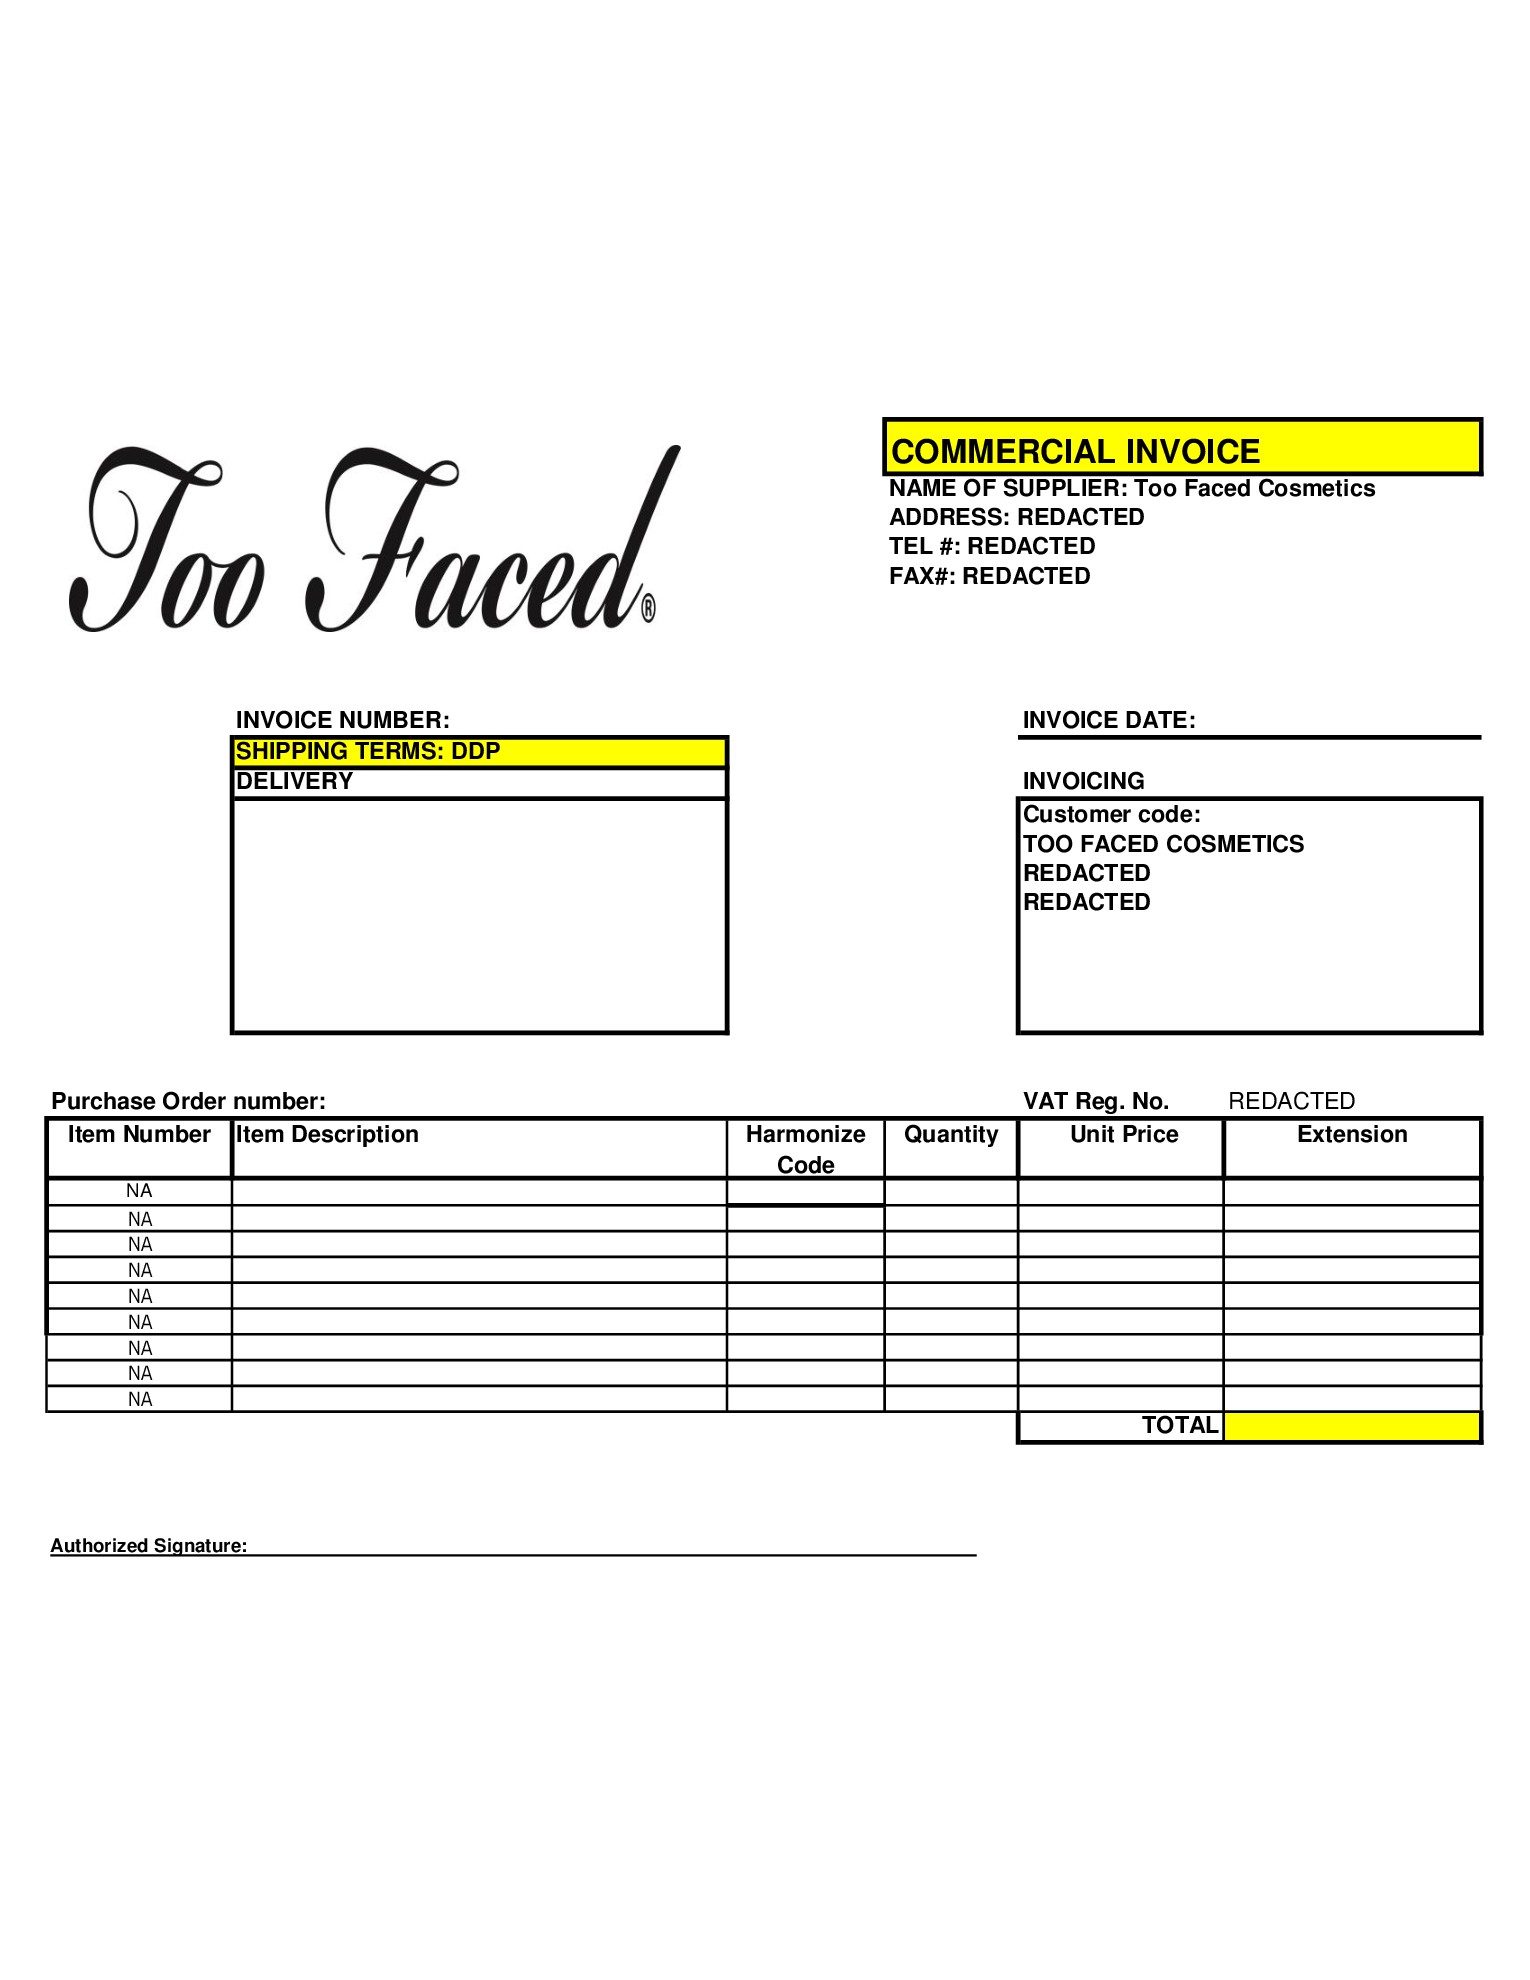 Too Faced®
COMMERCIAL INVOICE
NAME OF SUPPLIER: Too Faced Cosmetics
ADDRESS: REDACTED
TEL #: REDACTED
FAX#: REDACTED
INVOICE NUMBER:
SHIPPING TERMS: DDP
DELIVERY
INVOICE DATE:
INVOICING
Customer code:
TOO FACED COSMETICS
REDACTED
REDACTED
Purchase Order number:
VAT Reg. No. REDACTED
Item Number Item Description Harmonize Code Quantity Unit Price Extension
NA
NA
NA
NA
NA
NA
NA
NA
NA
TOTAL
Authorized Signature: